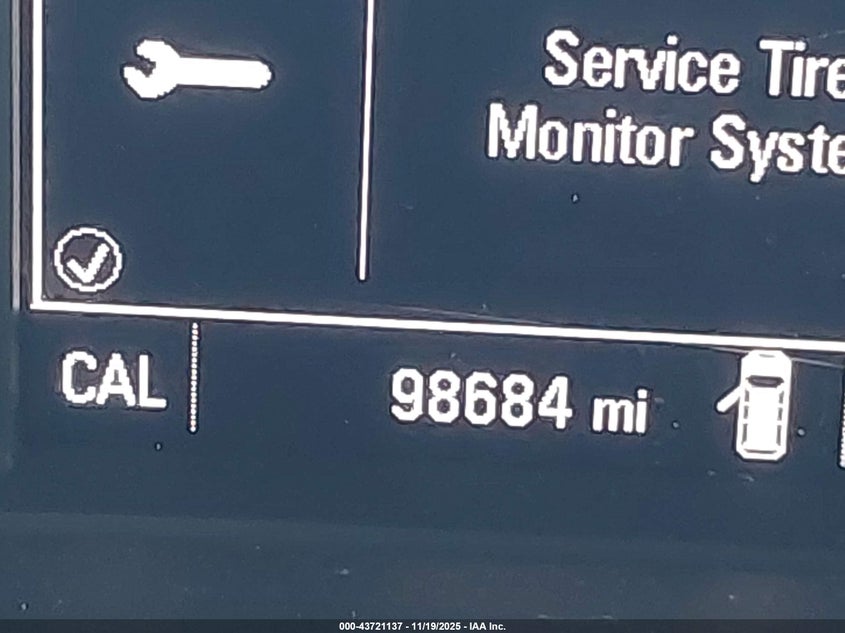 Service Tire
Monitor Syste
CAL
98684 mi
000-43721137 - 11/19/2025 - IAA Inc.